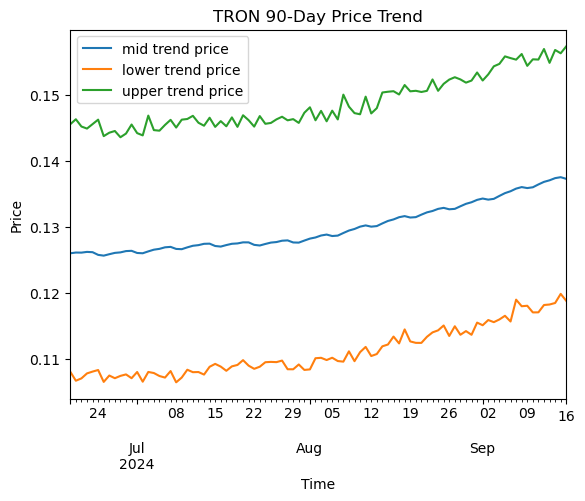 TRON 90-Day Price Trend
mid trend price
lower trend price
upper trend price
Price
0.15
0.14
0.13
0.12
0.11
24 08 15 22 29 05 12 19 26 02 09 16
Jul Aug Sep
2024
Time